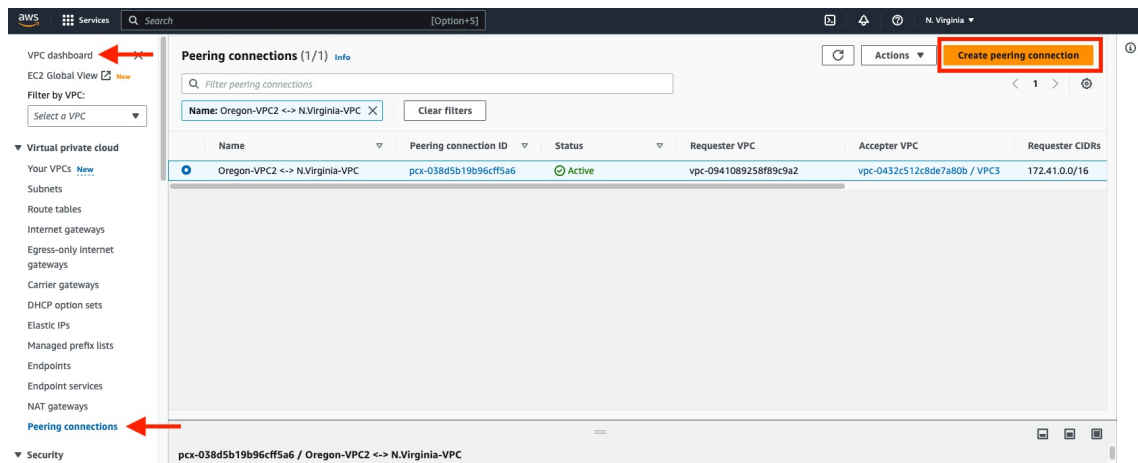 aws Services Search [Option+S] N. Virginia
VPC dashboard
EC2 Global View New
Filter by VPC:
Select a VPC
Virtual private cloud
Your VPCs New
Subnets
Route tables
Internet gateways
Egress-only internet
gateways
Carrier gateways
DHCP option sets
Elastic IPs
Managed prefix lists
Endpoints
Endpoint services
NAT gateways
Peering connections
Security
Peering connections (1/1) Info
Actions
Create peering connection
Filter peering connections
1
Name: Oregon-VPC2 <-> N.Virginia-VPC
Clear filters
Name Peering connection ID Status Requester VPC Accepter VPC Requester CIDRs
Oregon-VPC2 <-> N.Virginia-VPC pcx-038d5b19b96cff5a6 Active vpc-0941089258f89c9a2 vpc-0432c512c8de7a80b / VPC3 172.41.0.0/16
pcx-038d5b19b96cff5a6 / Oregon-VPC2 <-> N.Virginia-VPC